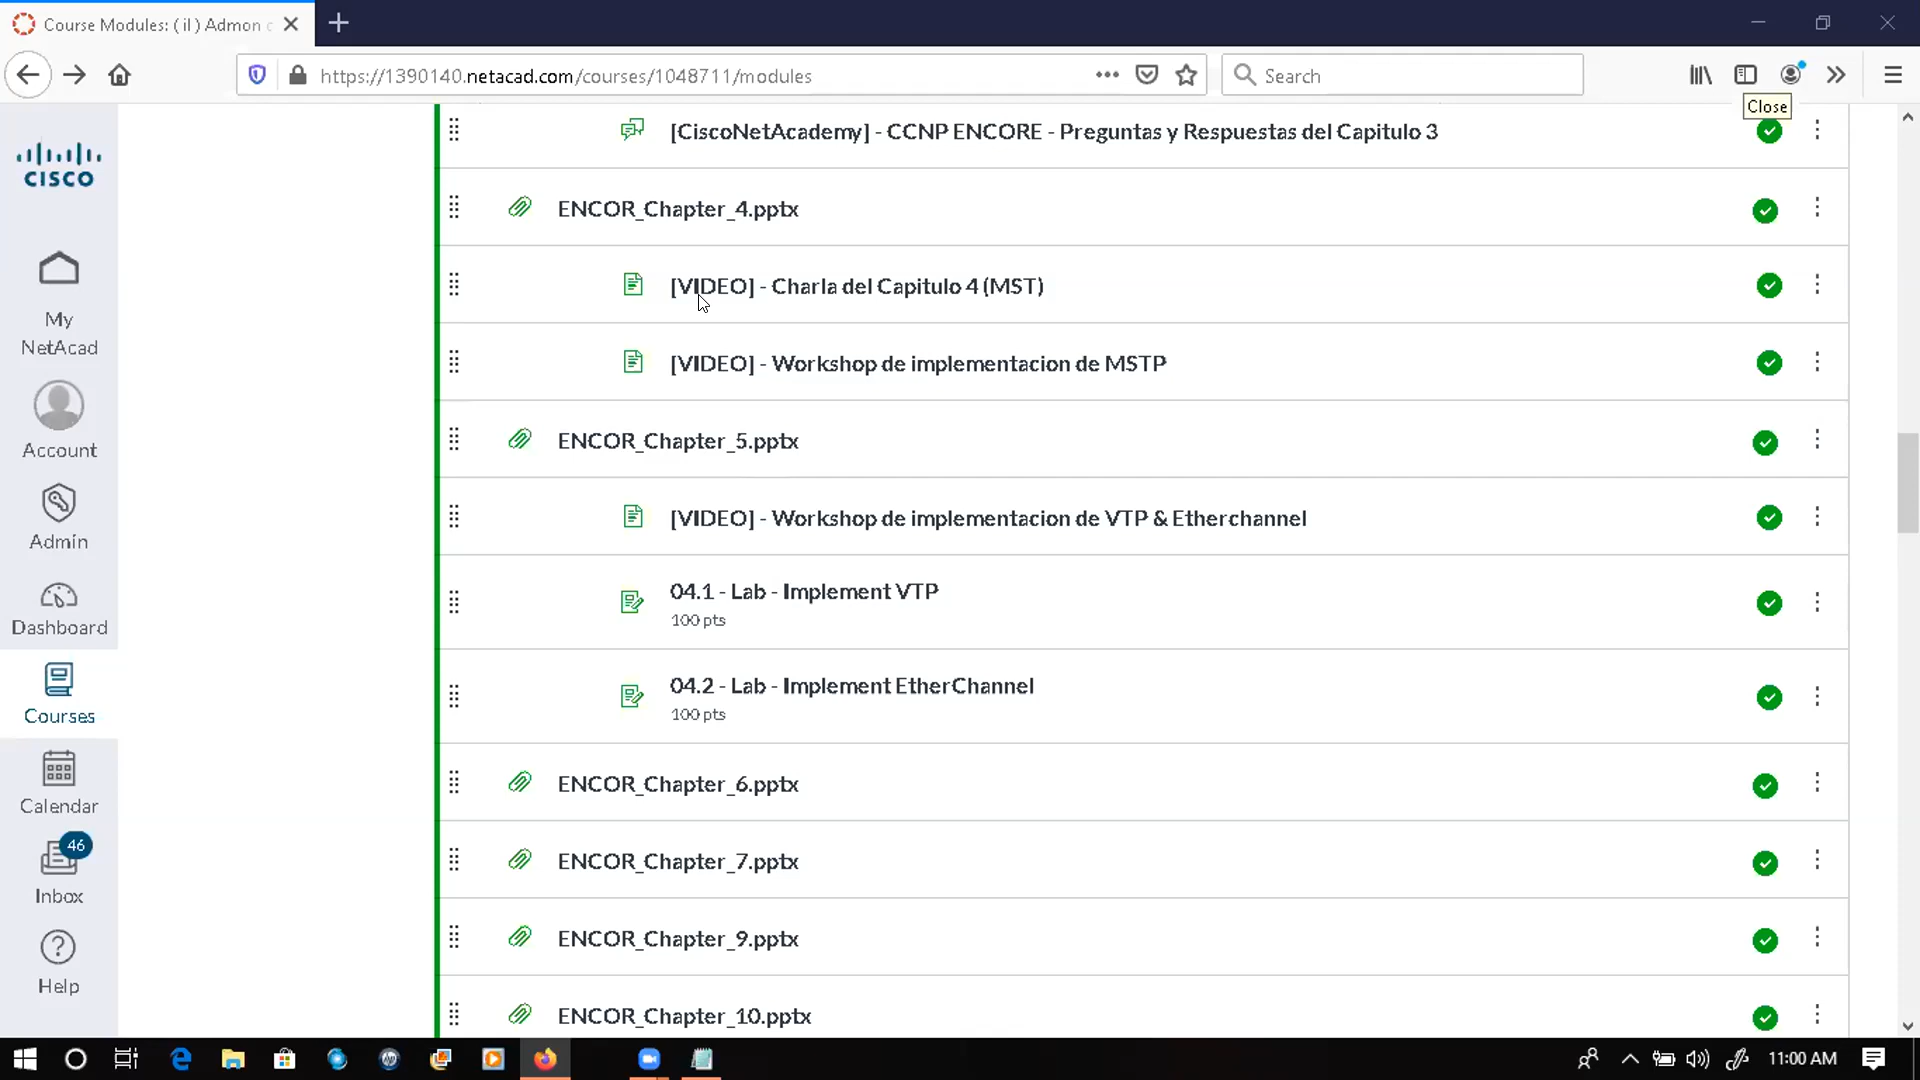 Course Modules: ( il ) Admon c
https://1390140.netacad.com/courses/1048711/modules
Search
Close
CISCO
[CiscoNetAcademy] - CCNP ENCORE - Preguntas y Respuestas del Capitulo 3
ENCOR_Chapter_4.pptx
[VIDEO] - Charla del Capitulo 4 (MST)
My
NetAcad
[VIDEO] - Workshop de implementacion de MSTP
Account
ENCOR_Chapter_5.pptx
Admin
[VIDEO] - Workshop de implementacion de VTP & Etherchannel
Dashboard
04.1 - Lab - Implement VTP
100 pts
Courses
04.2 - Lab - Implement EtherChannel
100 pts
Calendar
ENCOR_Chapter_6.pptx
46
Inbox
ENCOR_Chapter_7.pptx
Help
ENCOR_Chapter_9.pptx
ENCOR_Chapter_10.pptx
11:00 AM